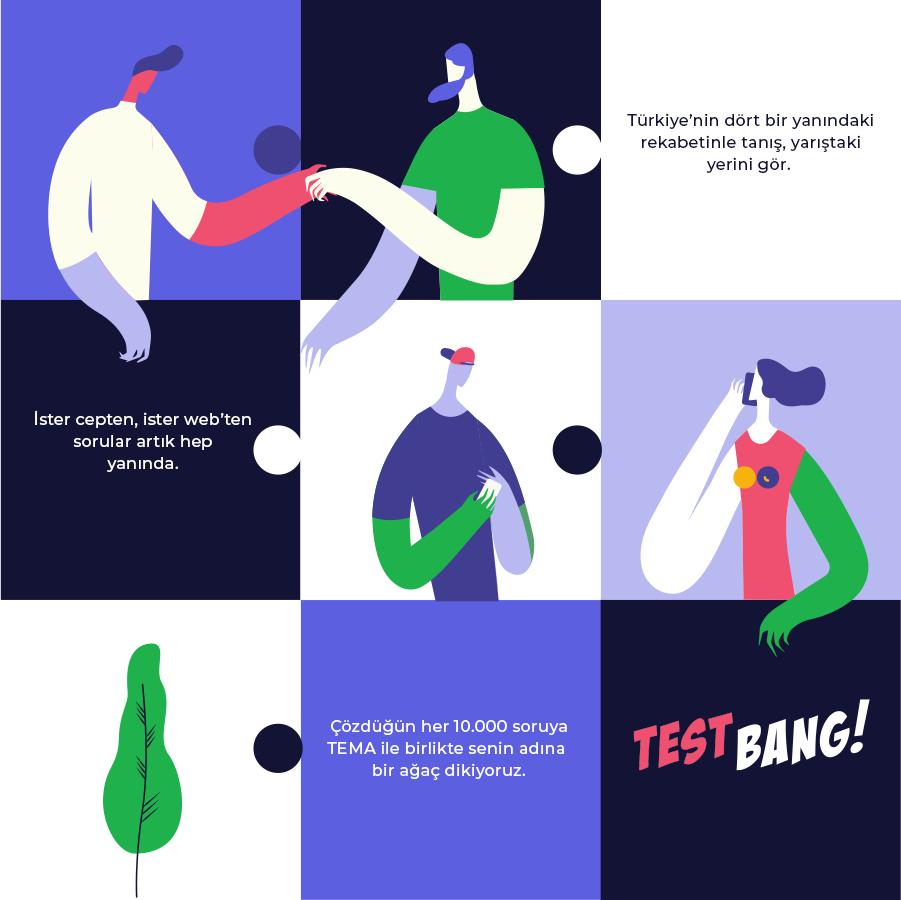 Türkiye’nin dört bir yanındaki
rekabetinle tanış, yarıştaki
yerini gör.
Ister cepten, ister web’ten
sorular artık hep
yanında.
Çözdüğün her 10.000 soruya
TEMA ile birlikte senin adına
bir ağaç dikiyoruz.
TEST BANG!